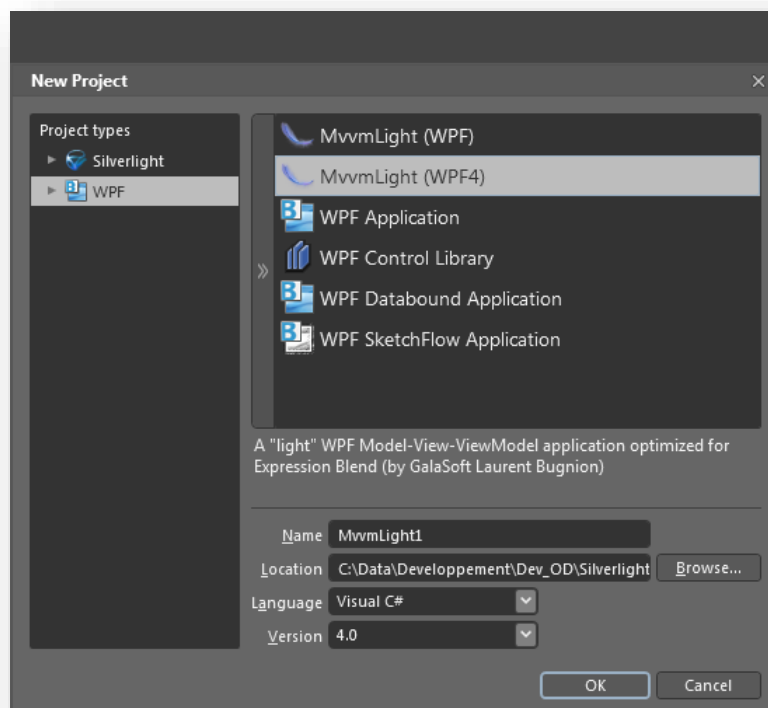 New Project
Project types
Silverlight
WPF
MvvmLight (WPF)
MvvmLight (WPF4)
WPF Application
WPF Control Library
WPF Databound Application
WPF SketchFlow Application
A "light" WPF Model-View-ViewModel application optimized for
Expression Blend (by GalaSoft Laurent Bugnion)
Name MvvmLight1
Location C:\Data\Developpement\Dev_OD\Silverlight Browse...
Language Visual C#
Version 4.0
OK Cancel